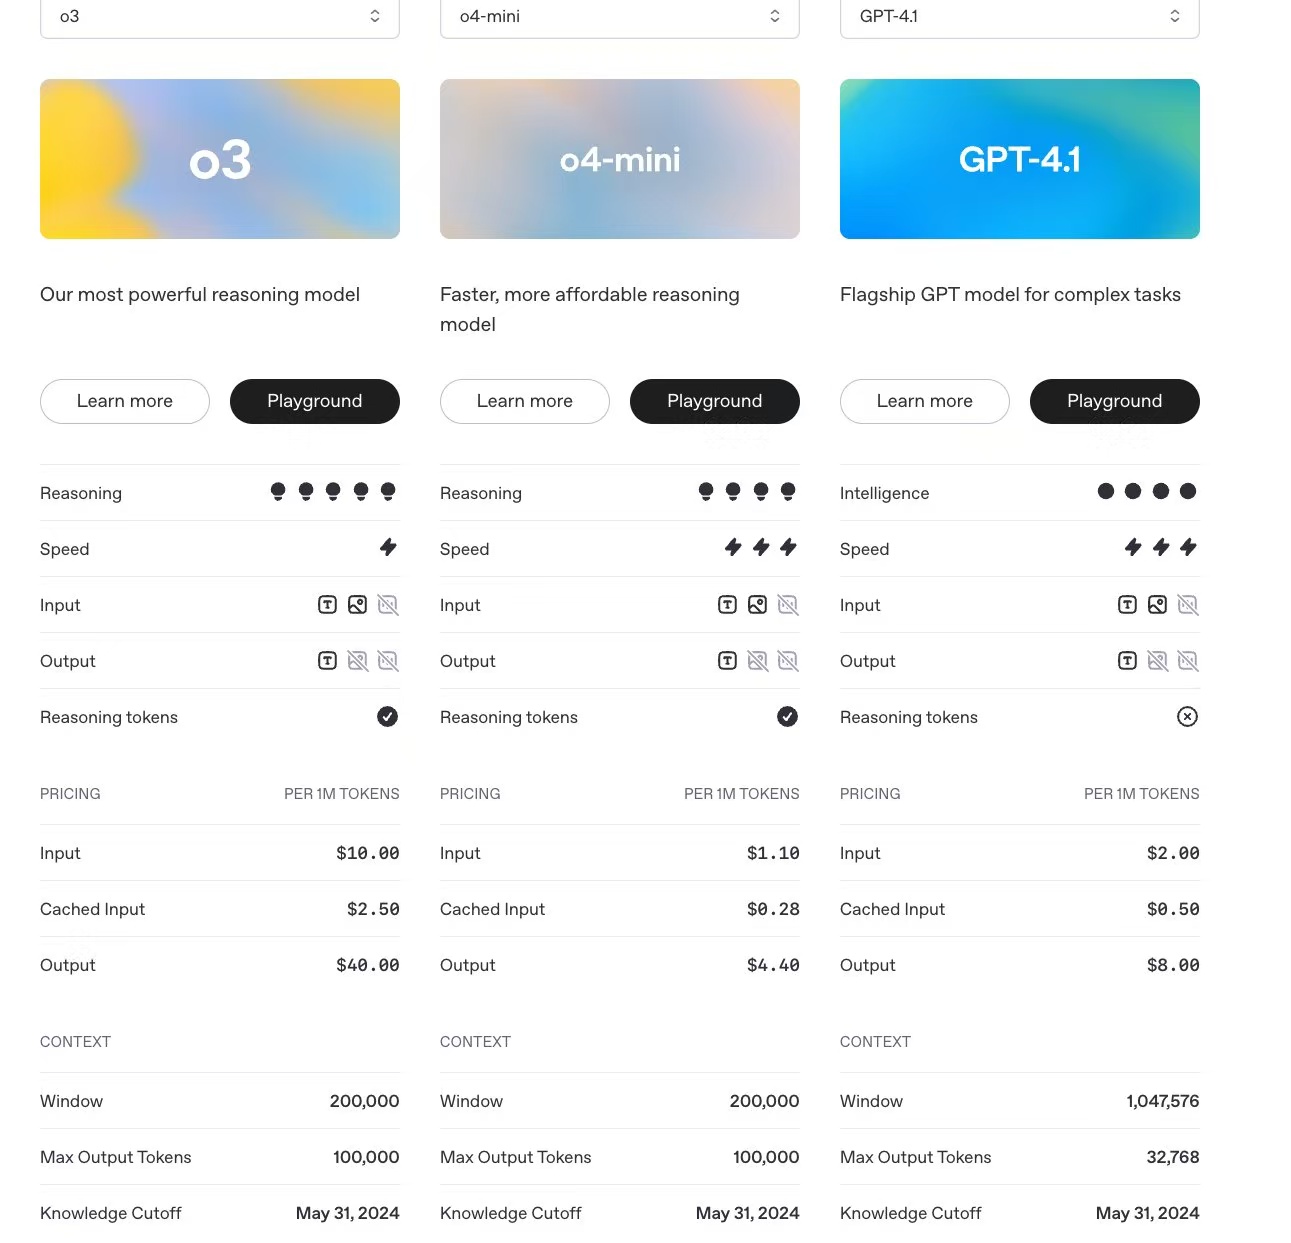 o3
o4-mini
GPT-4.1
o3
o4-mini
GPT-4.1
Our most powerful reasoning model
Faster, more affordable reasoning
model
Flagship GPT model for complex tasks
Learn more Playground
Learn more Playground
Learn more Playground
Reasoning
Reasoning
Intelligence
Speed
Speed
Speed
Input
Input
Input
Output
Output
Output
Reasoning tokens
Reasoning tokens
Reasoning tokens
PRICING PER 1M TOKENS
PRICING PER 1M TOKENS
PRICING PER 1M TOKENS
Input $10.00
Input $1.10
Input $2.00
Cached Input $2.50
Cached Input $0.28
Cached Input $0.50
Output $40.00
Output $4.40
Output $8.00
CONTEXT
CONTEXT
CONTEXT
Window 200,000
Window 200,000
Window 1,047,576
Max Output Tokens 100,000
Max Output Tokens 100,000
Max Output Tokens 32,768
Knowledge Cutoff May 31, 2024
Knowledge Cutoff May 31, 2024
Knowledge Cutoff May 31, 2024